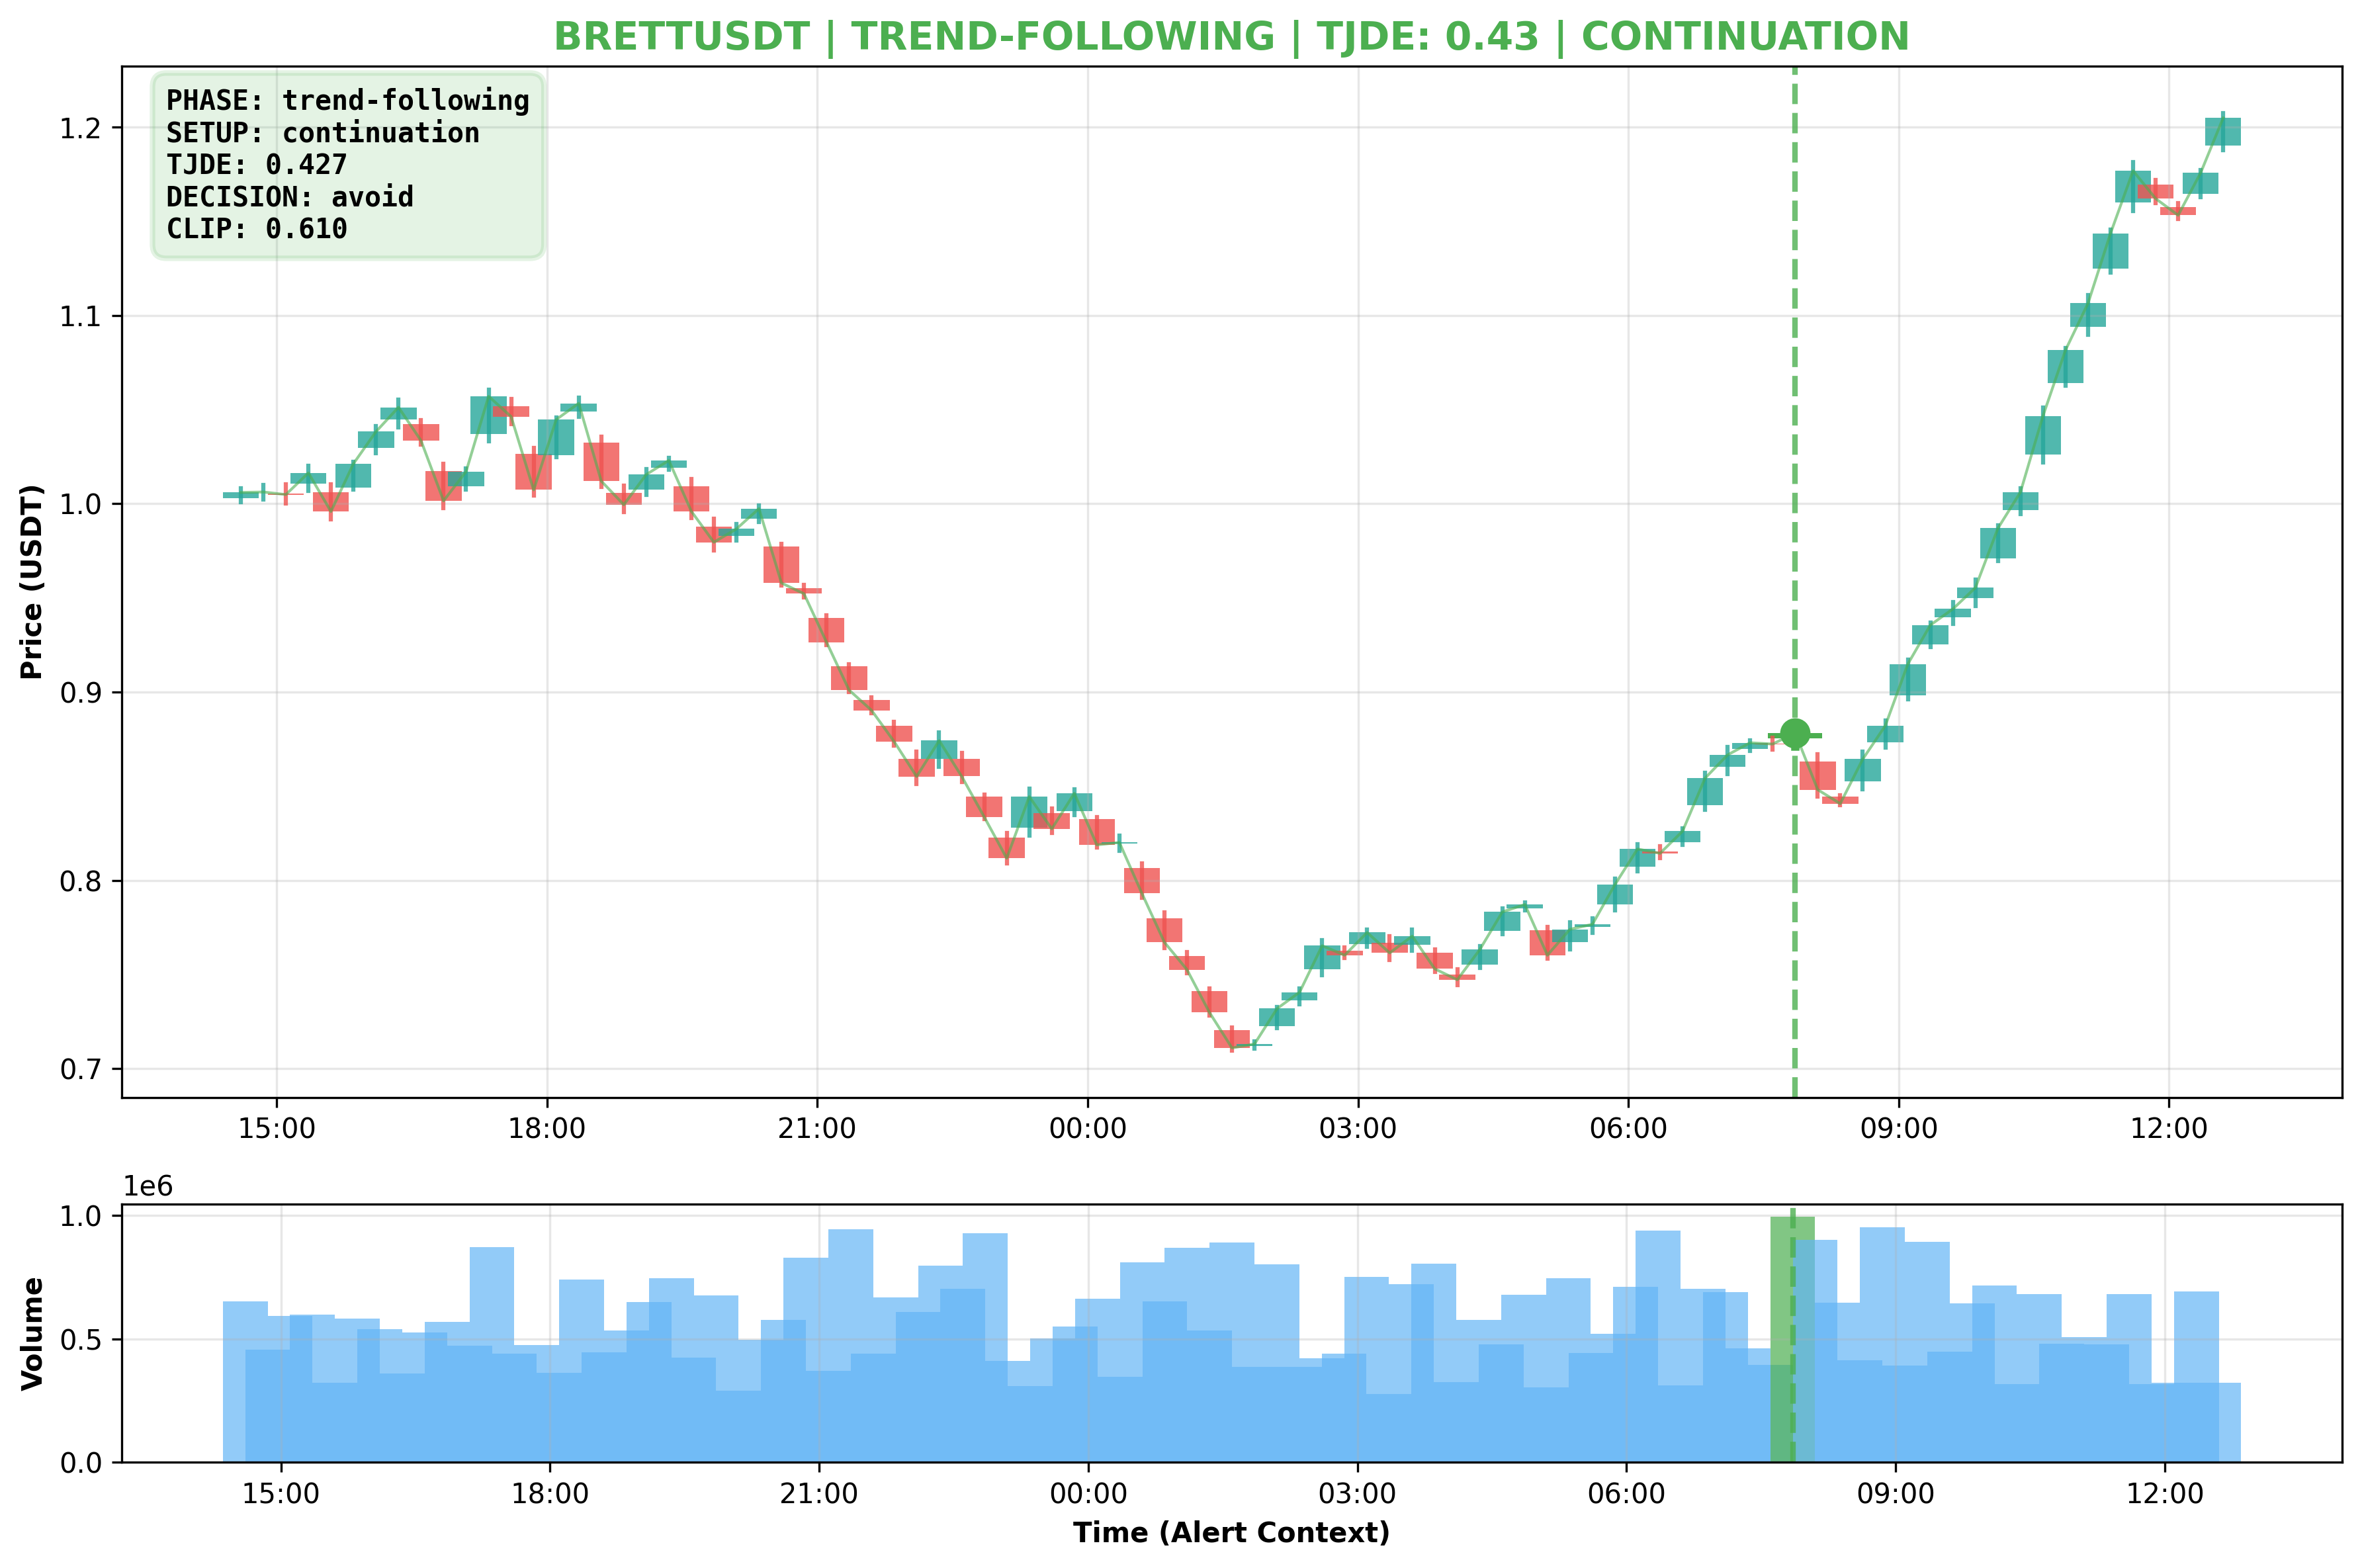 BRETTUSDT | TREND-FOLLOWING | TJDE: 0.43 | CONTINUATION
PHASE: trend-following
SETUP: continuation
TJDE: 0.427
DECISION: avoid
CLIP: 0.610
Price (USDT)
1.2
1.1
1.0
0.9
0.8
0.7
15:00 18:00 21:00 00:00 03:00 06:00 09:00 12:00
1e6
Volume
1.0
0.5
0.0
15:00 18:00 21:00 00:00 03:00 06:00 09:00 12:00
Time (Alert Context)